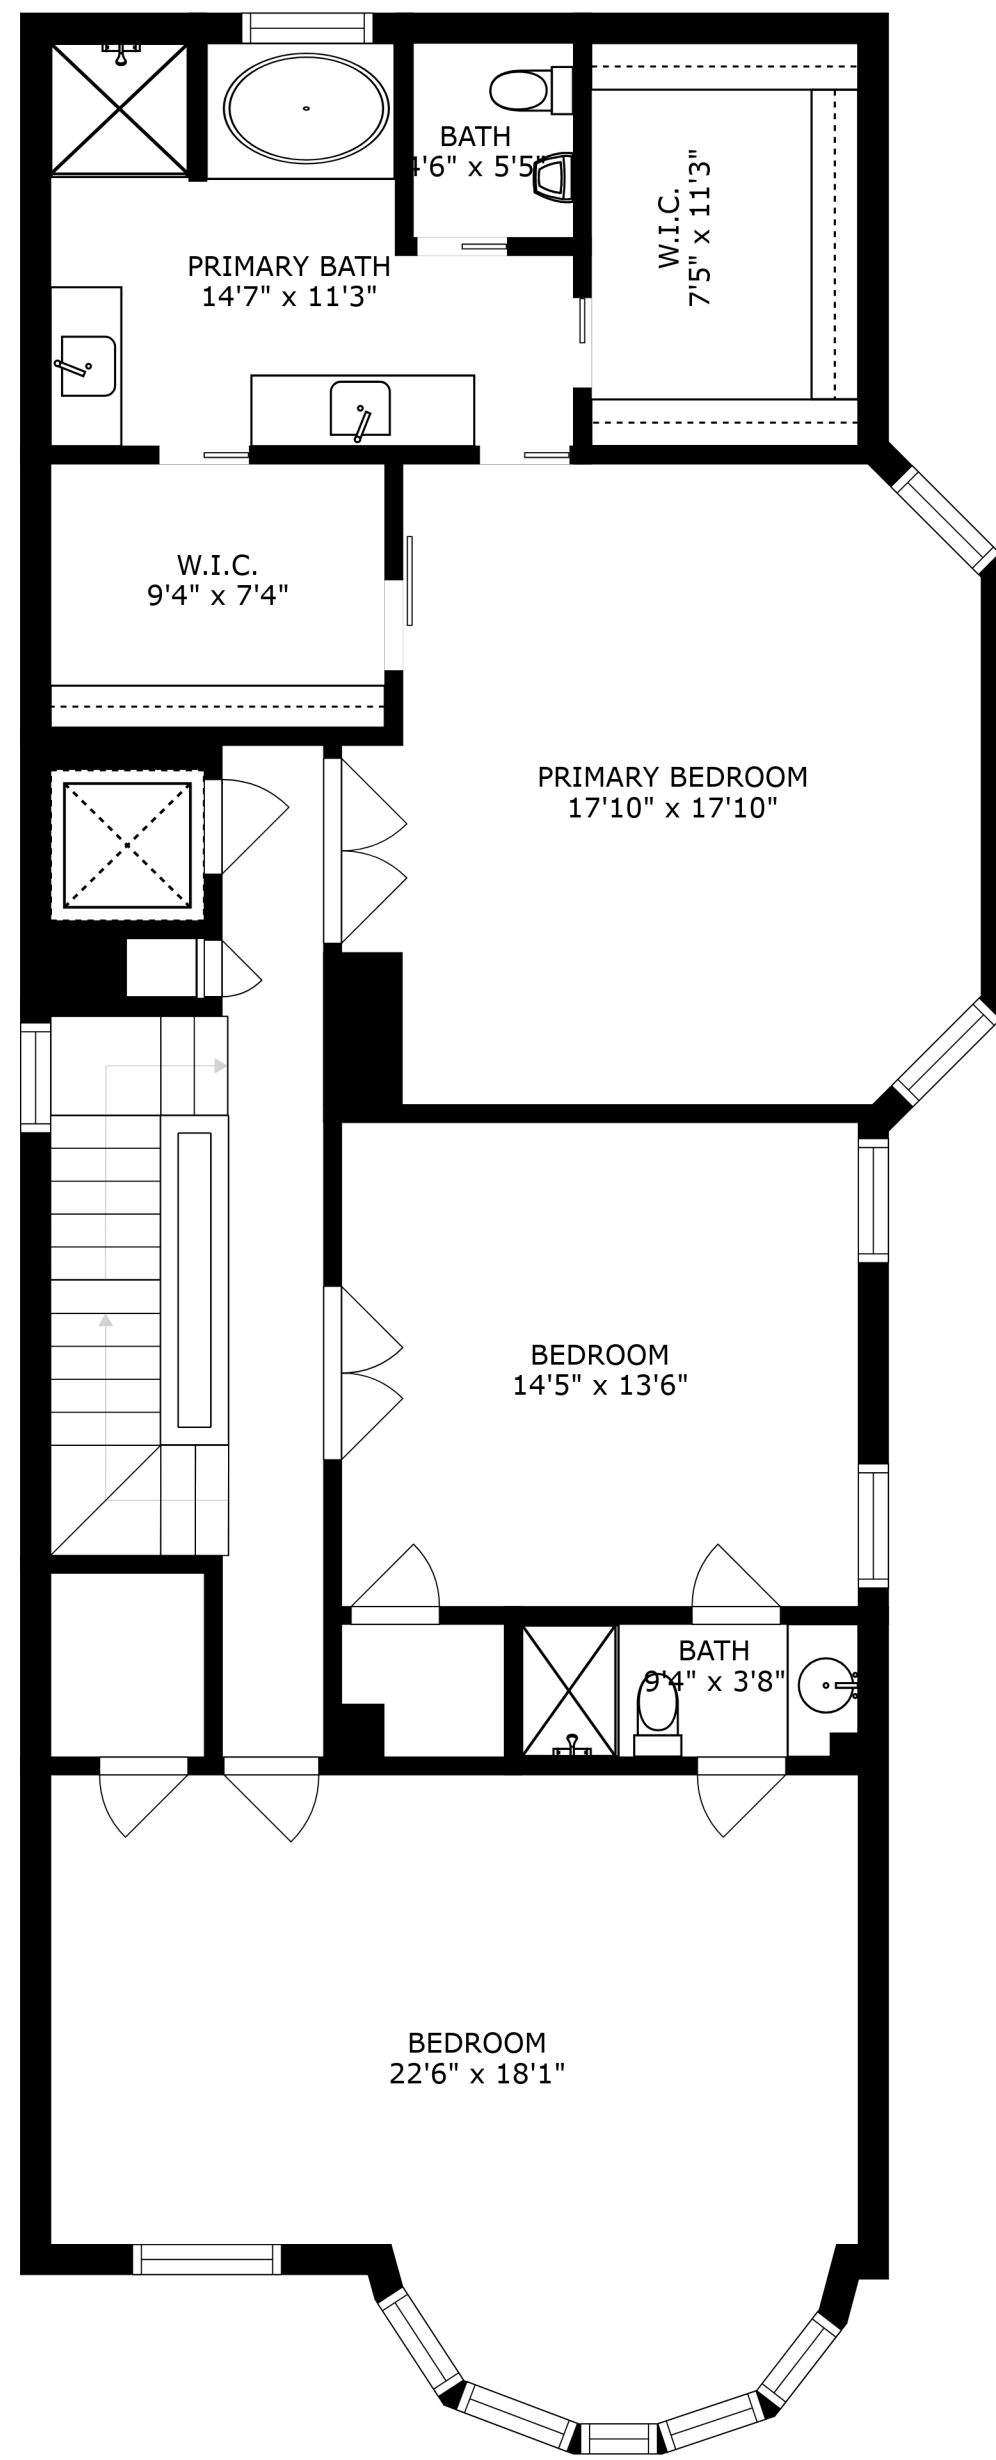 BATH
4'6" x 5'5"
W.I.C.
7'5" x 11'3"
PRIMARY BATH
14'7" x 11'3"
W.I.C.
9'4" x 7'4"
PRIMARY BEDROOM
17'10" x 17'10"
BEDROOM
14'5" x 13'6"
BATH
9'4" x 3'8"
BEDROOM
22'6" x 18'1"